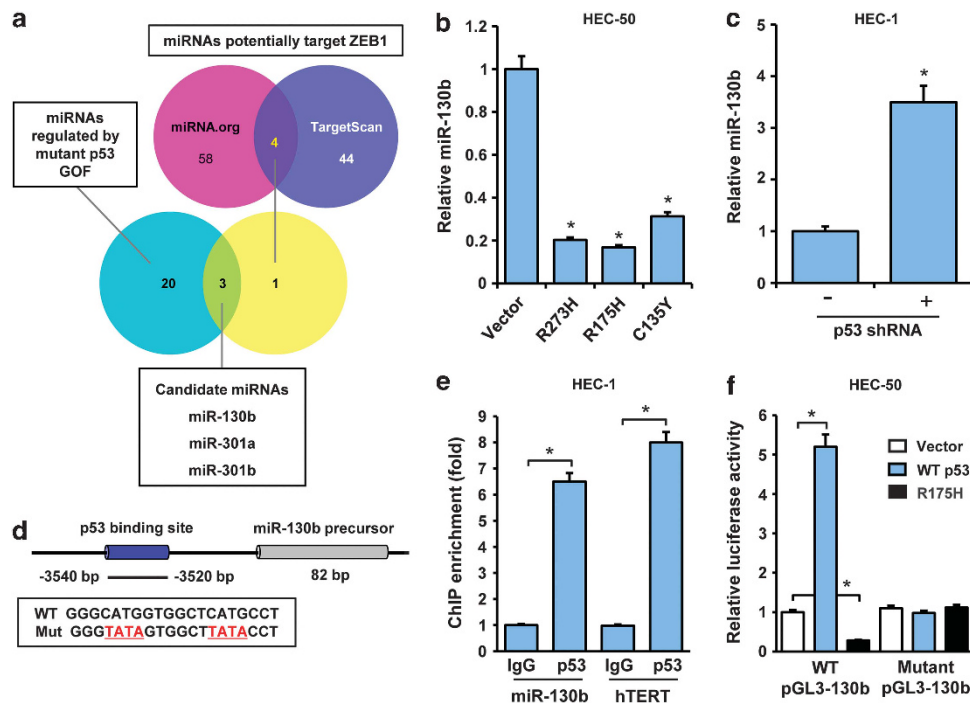 a
miRNAs potentially target ZEB1
miRNAs
regulated by
mutant p53
GOF
miRNA.org
58
4
TargetScan
44
20
3
1
Candidate miRNAs
miR-130b
miR-301a
miR-301b
b
HEC-50
Relative miR-130b
1.2
1
0.8
0.6
0.4
0.2
0
*
*
*
Vector
R273H
R175H
C135Y
c
HEC-1
Relative miR-130b
5
4
3
2
1
0
*
– +
p53 shRNA
d
p53 binding site
miR-130b precursor
-3540 bp
-3520 bp
82 bp
WT GGGCATGGTGGCTCATGCCT
Mut GGGTATAGTGGCTTATACCT
e
HEC-1
ChIP enrichment (fold)
9
8
7
6
5
4
3
2
1
0
*
*
IgG p53 IgG p53
miR-130b hTERT
f
HEC-50
Relative luciferase activity
6
5
4
3
2
1
0
*
*
Vector
WT p53
R175H
WT Mutant
pGL3-130b pGL3-130b